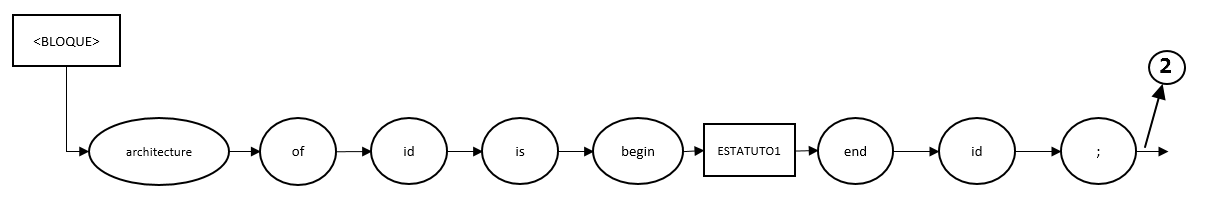 <BLOQUE>
2
architecture of id is begin ESTATUTO1 end id ;